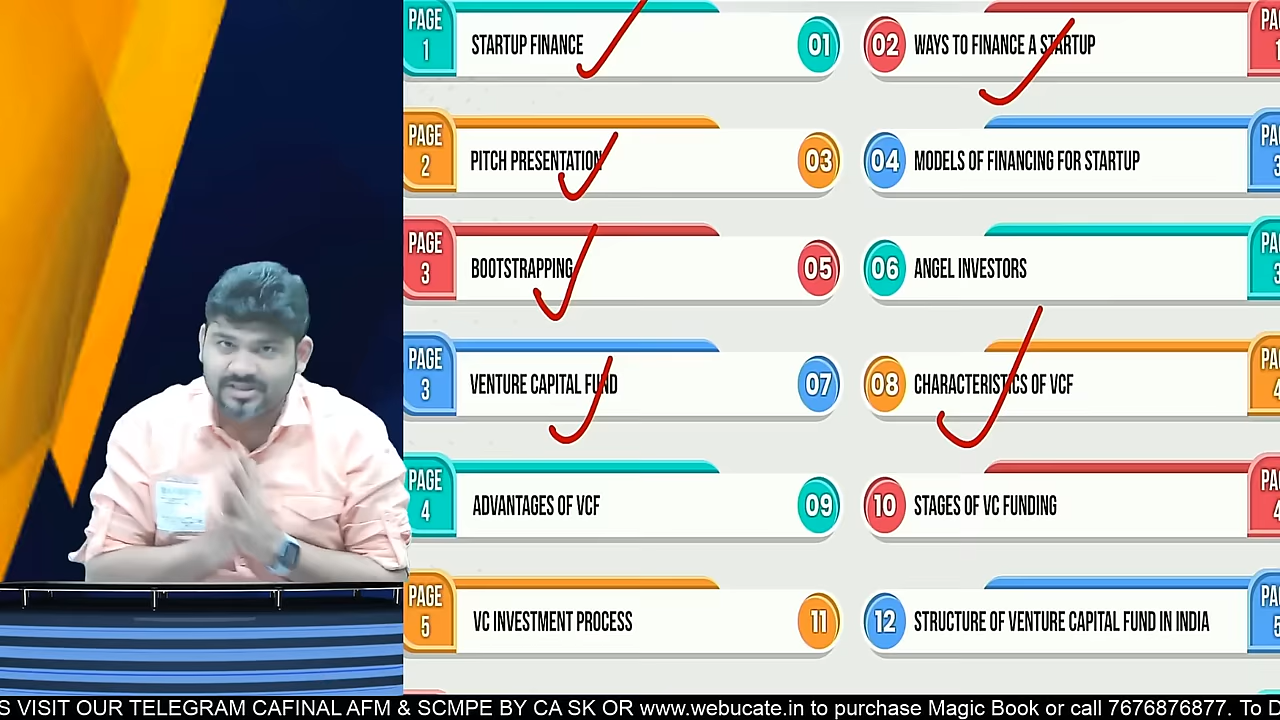 PAGE 1 STARTUP FINANCE 01
02 WAYS TO FINANCE A STARTUP
PAGE 2 PITCH PRESENTATION 03
04 MODELS OF FINANCING FOR STARTUP
PAGE 3 BOOTSTRAPPING 05
06 ANGEL INVESTORS
PAGE 3 VENTURE CAPITAL FUND 07
08 CHARACTERISTICS OF VCF
PAGE 4 ADVANTAGES OF VCF 09
10 STAGES OF VC FUNDING
PAGE 5 VC INVESTMENT PROCESS 11
12 STRUCTURE OF VENTURE CAPITAL FUND IN INDIA
S VISIT OUR TELEGRAM CAFINAL AFM & SCMPE BY CA SK OR www.webucate.in to purchase Magic Book or call 7676876877. To D